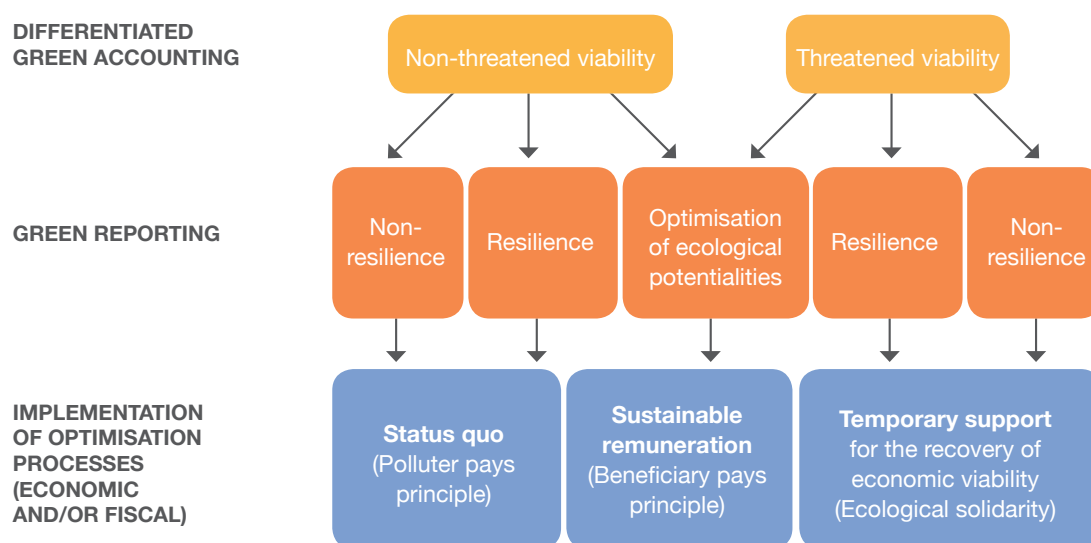 DIFFERENTIATED
GREEN ACCOUNTING
Non-threatened viability
Threatened viability
GREEN REPORTING
Non-
resilience
Resilience
Optimisation
of ecological
potentialities
Resilience
Non-
resilience
IMPLEMENTATION
OF OPTIMISATION
PROCESSES
(ECONOMIC
AND/OR FISCAL)
Status quo
(Polluter pays
principle)
Sustainable
remuneration
(Beneficiary pays
principle)
Temporary support
for the recovery of
economic viability
(Ecological solidarity)